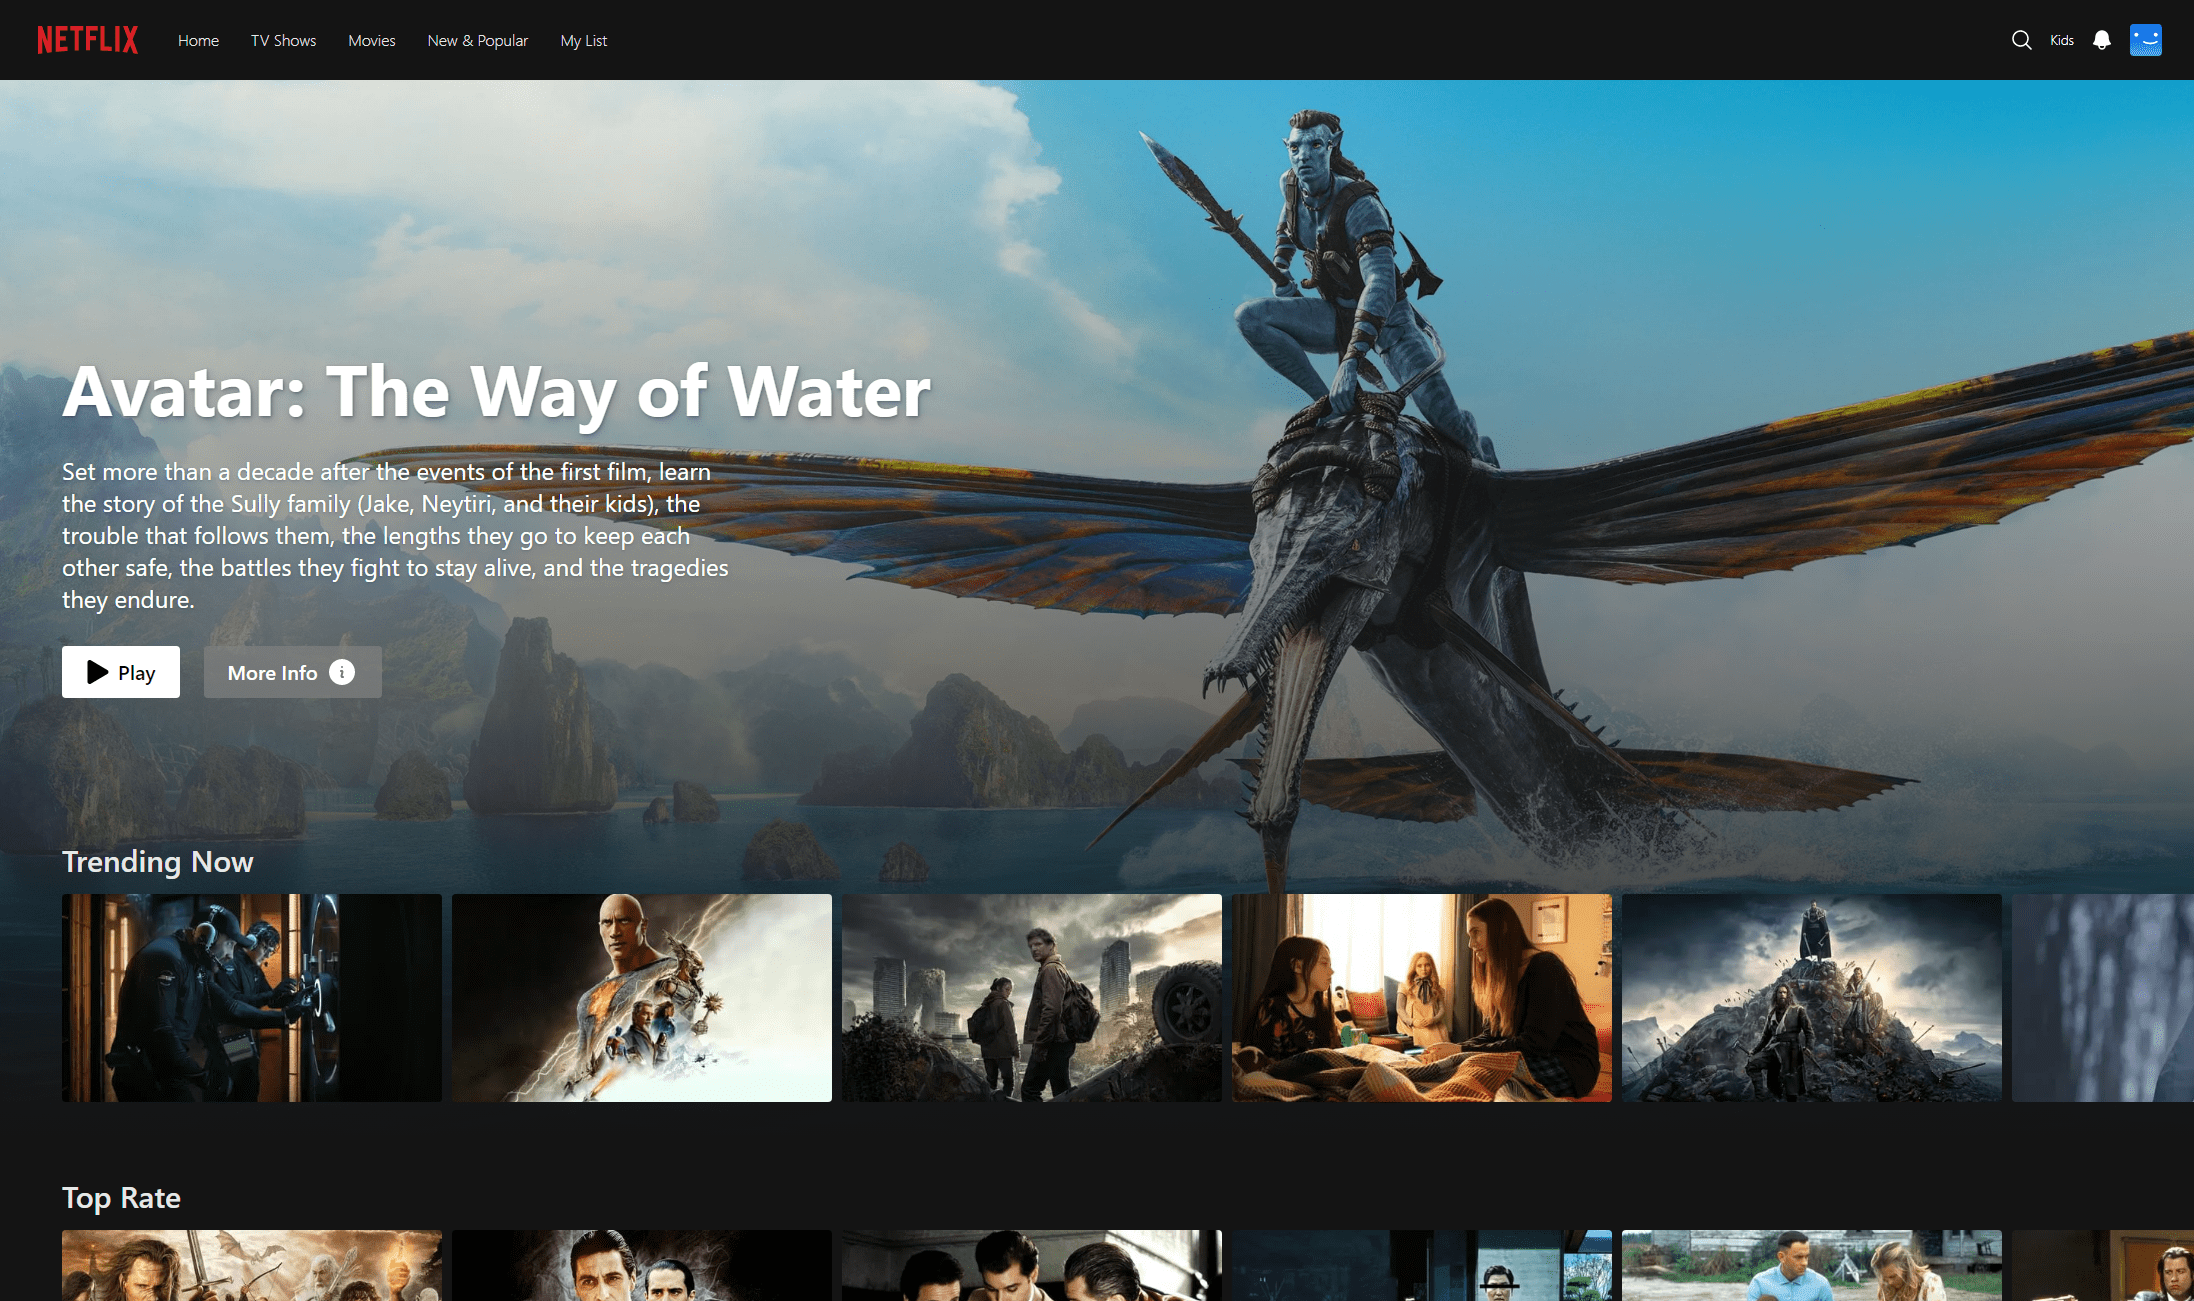 NETFLIX
Home
TV Shows
Movies
New & Popular
My List
Kids
Avatar: The Way of Water
Set more than a decade after the events of the first film, learn
the story of the Sully family (Jake, Neytiri, and their kids), the
trouble that follows them, the lengths they go to keep each
other safe, the battles they fight to stay alive, and the tragedies
they endure.
Play
More Info i
Trending Now
Top Rate